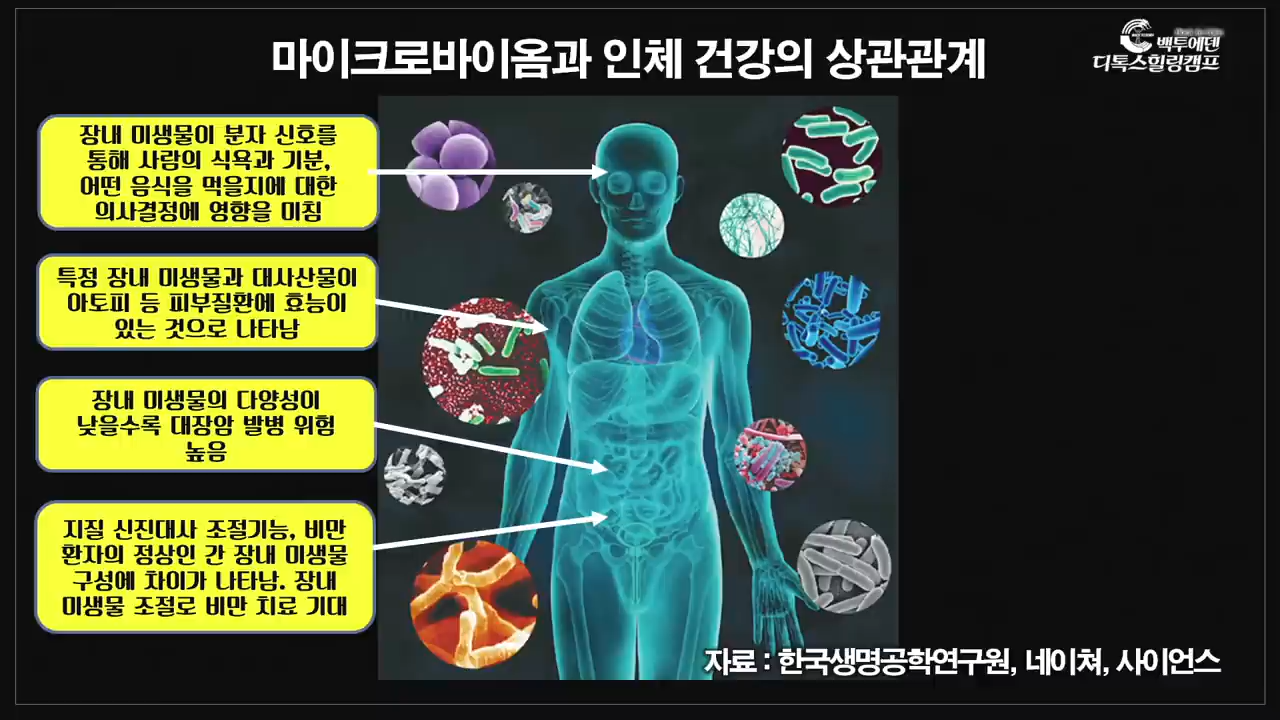 마이크로바이옴과 인체 건강의 상관관계
백투에덴
디톡스힐링캠프
장내 미생물이 분자 신호를
통해 사람의 식욕과 기분,
어떤 음식을 먹을지에 대한
의사결정에 영향을 미침
특정 장내 미생물과 대사산물이
아토피 등 피부질환에 효능이
있는 것으로 나타남
장내 미생물의 다양성이
낮을수록 대장암 발병 위험
높음
지질 신진대사 조절기능, 비만
환자의 정상인 간 장내 미생물
구성에 차이가 나타남. 장내
미생물 조절로 비만 치료 기대
자료 : 한국생명공학연구원, 네이쳐, 사이언스